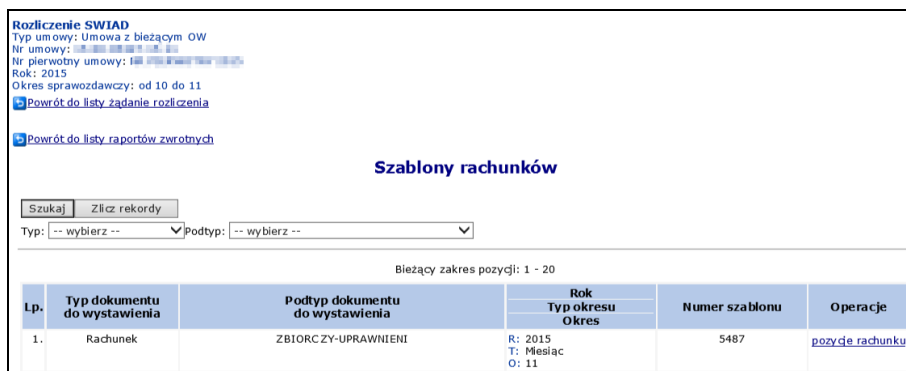 Rozliczenie SWIAD
Typ umowy: Umowa z bieżącym OW
Nr umowy:
Nr pierwotny umowy:
Rok: 2015
Okres sprawozdawczy: od 10 do 11
Powrót do listy żądanie rozliczenia
Powrót do listy raportów zwrotnych
Szablony rachunków
Szukaj Zlicz rekordy
Typ: -- wybierz -- Podtyp: -- wybierz --
Bieżący zakres pozycji: 1 - 20
Lp. Typ dokumentu do wystawienia Podtyp dokumentu do wystawienia Rok Typ okresu Okres Numer szablonu Operacje
1. Rachunek ZBIORCZY-UPRAWNIENI R: 2015 5487 pozycje rachunku
T: Miesiąc
O: 11